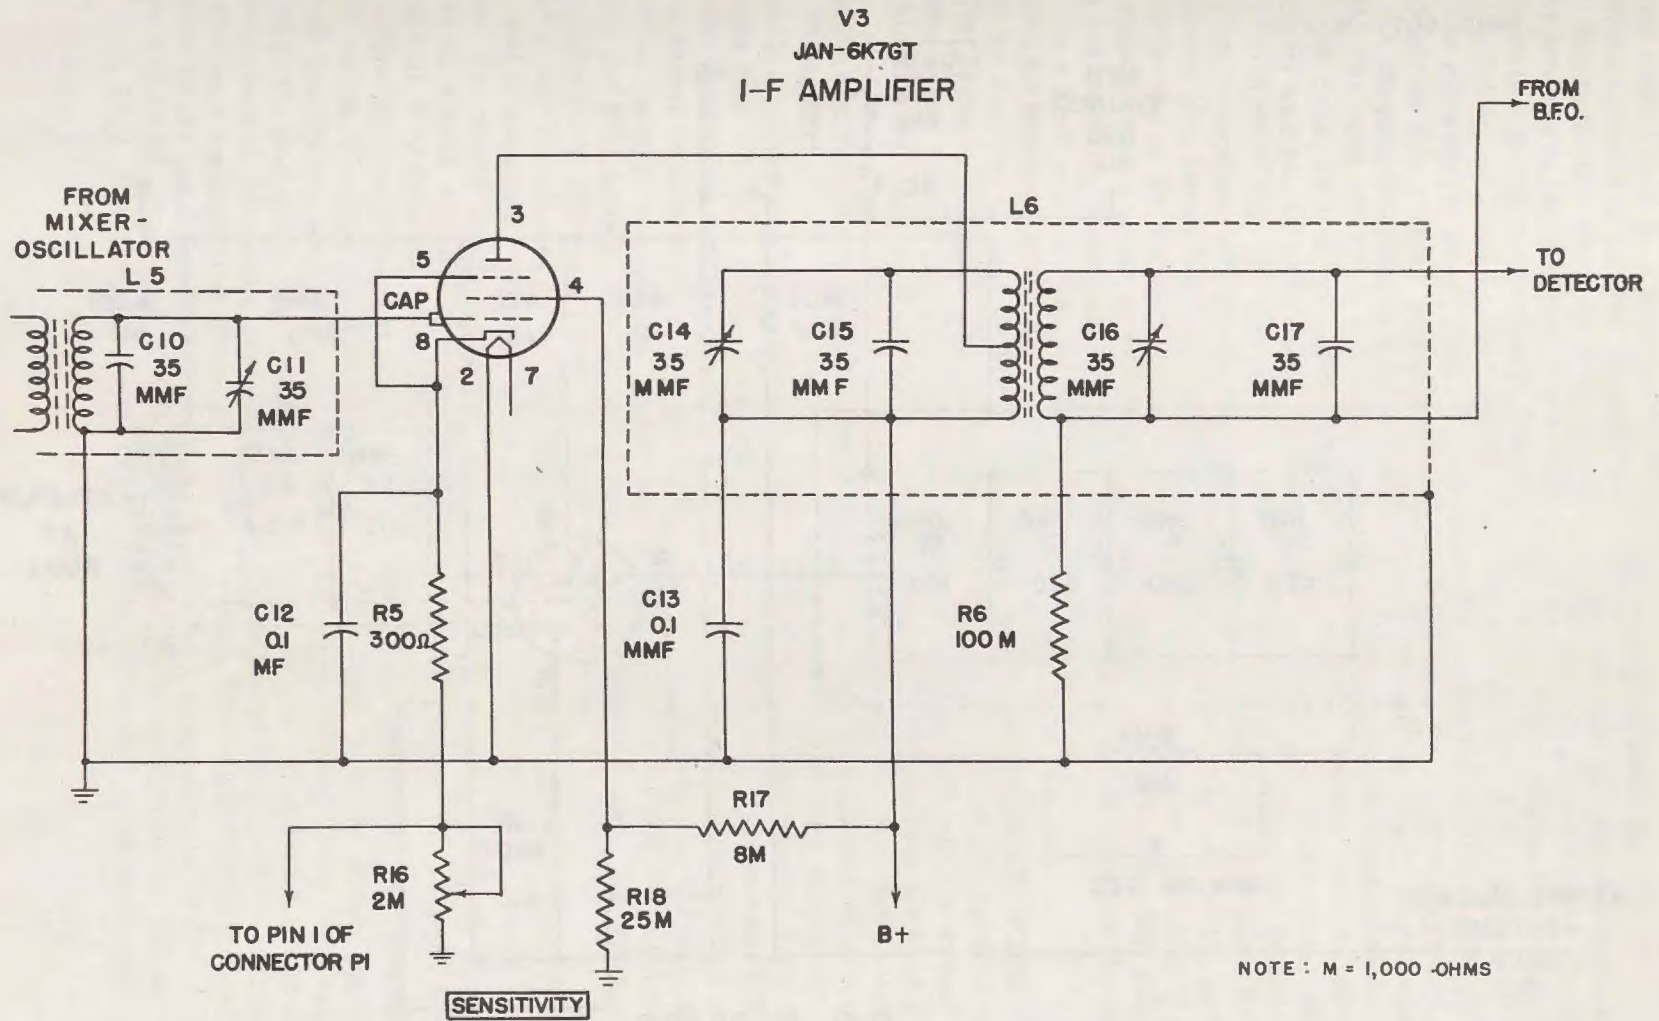 V3
JAN-6K7GT
I-F AMPLIFIER
FROM
B.F.O.
FROM
MIXER-
OSCILLATOR
L 5
3
L6
5
CAP
4
8
2
7
TO
DETECTOR
C10
35
MMF
C11
35
MMF
C14
35
MMF
C15
35
MMF
C16
35
MMF
C17
35
MMF
C12
0.1
MF
R5
300Ω
C13
0.1
MMF
R6
100 M
R17
8M
R16
2M
R18
25M
TO PIN 1 OF
CONNECTOR P1
B+
SENSITIVITY
NOTE: M = 1,000 -OHMS